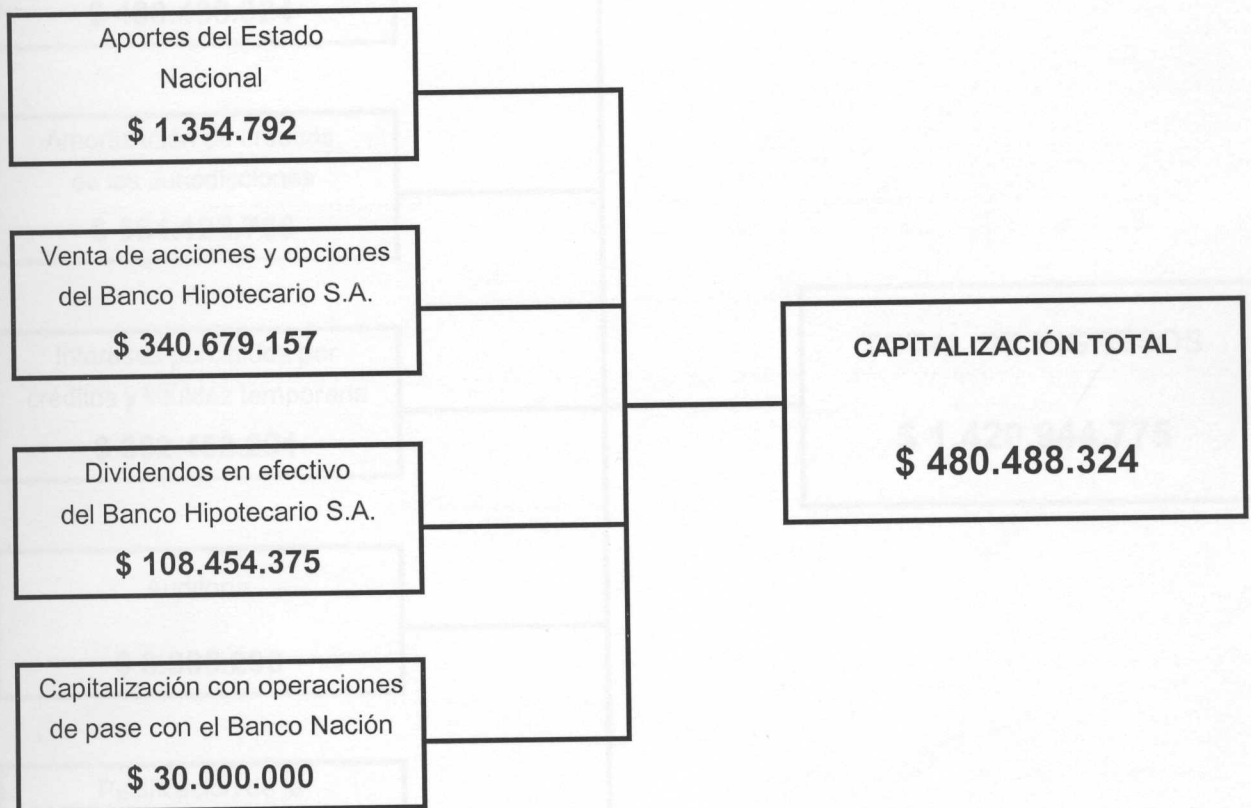 Aportes del Estado
Nacional
$ 1.354.792
Venta de acciones y opciones
del Banco Hipotecario S.A.
$ 340.679.157
Dividendos en efectivo
del Banco Hipotecario S.A.
$ 108.454.375
Capitalización con operaciones
de pase con el Banco Nación
$ 30.000.000
CAPITALIZACIÓN TOTAL
$ 480.488.324